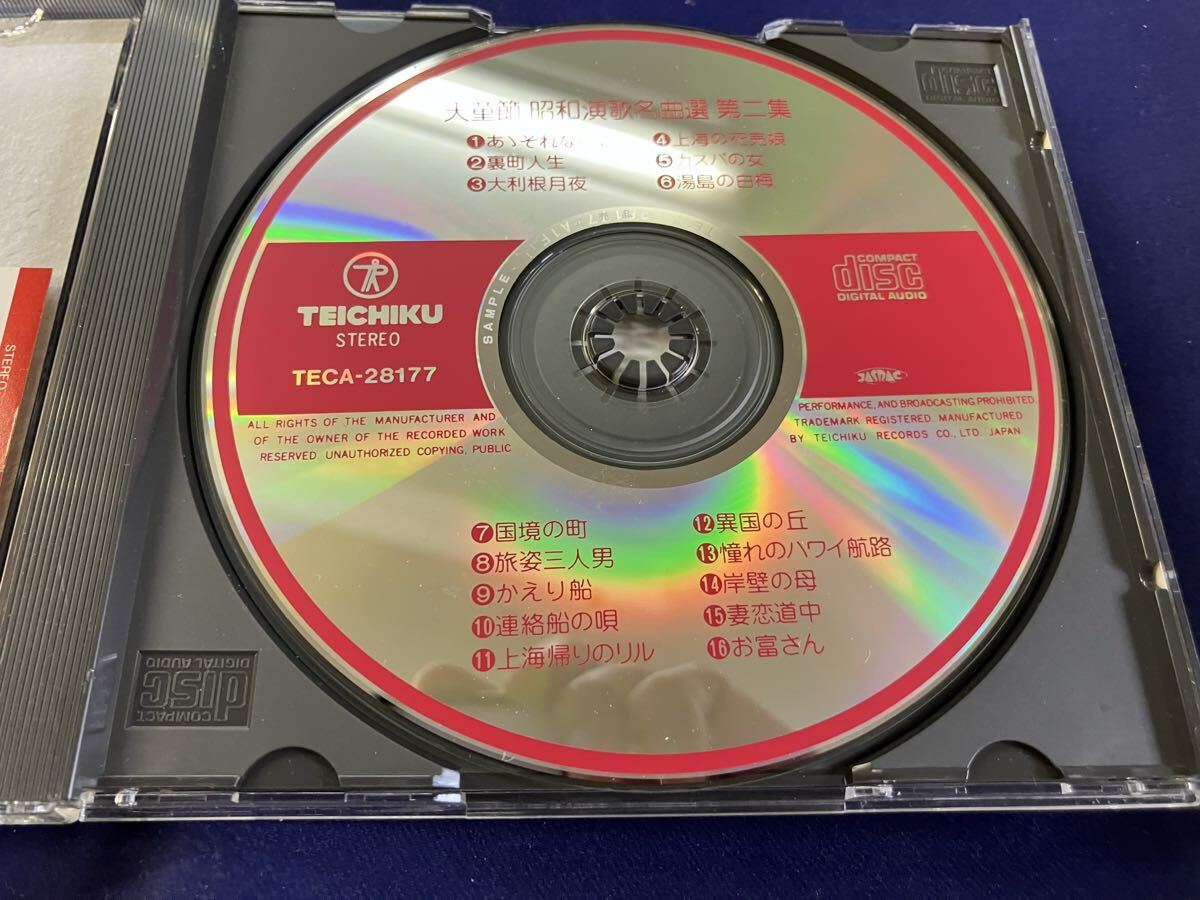 天童節 昭和演歌名曲選 第二集
❶あゝそれな
❷裏町人生
❸大利根月夜
❹上海の花売娘
❺カスバの女
❻湯島の白梅
TEICHIKU
STEREO
TECA-28177
SAMPLE
COMPACT
disc
DIGITAL AUDIO
JASRAC
ALL RIGHTS OF THE MANUFACTURER AND
OF THE OWNER OF THE RECORDED WORK
RESERVED. UNAUTHORIZED COPYING, PUBLIC
PERFORMANCE, AND BROADCASTING PROHIBITED.
TRADEMARK REGISTERED. MANUFACTURED
BY TEICHIKU RECORDS CO., LTD. JAPAN
❼国境の町
❽旅姿三人男
❾かえり船
❿連絡船の唄
⓫上海帰りのリル
⓬異国の丘
⓭憧れのハワイ航路
⓮岸壁の母
⓯妻恋道中
⓰お富さん
COMPACT
disc
DIGITAL AUDIO
COMPACT
disc
DIGITAL AUDIO
STEREO